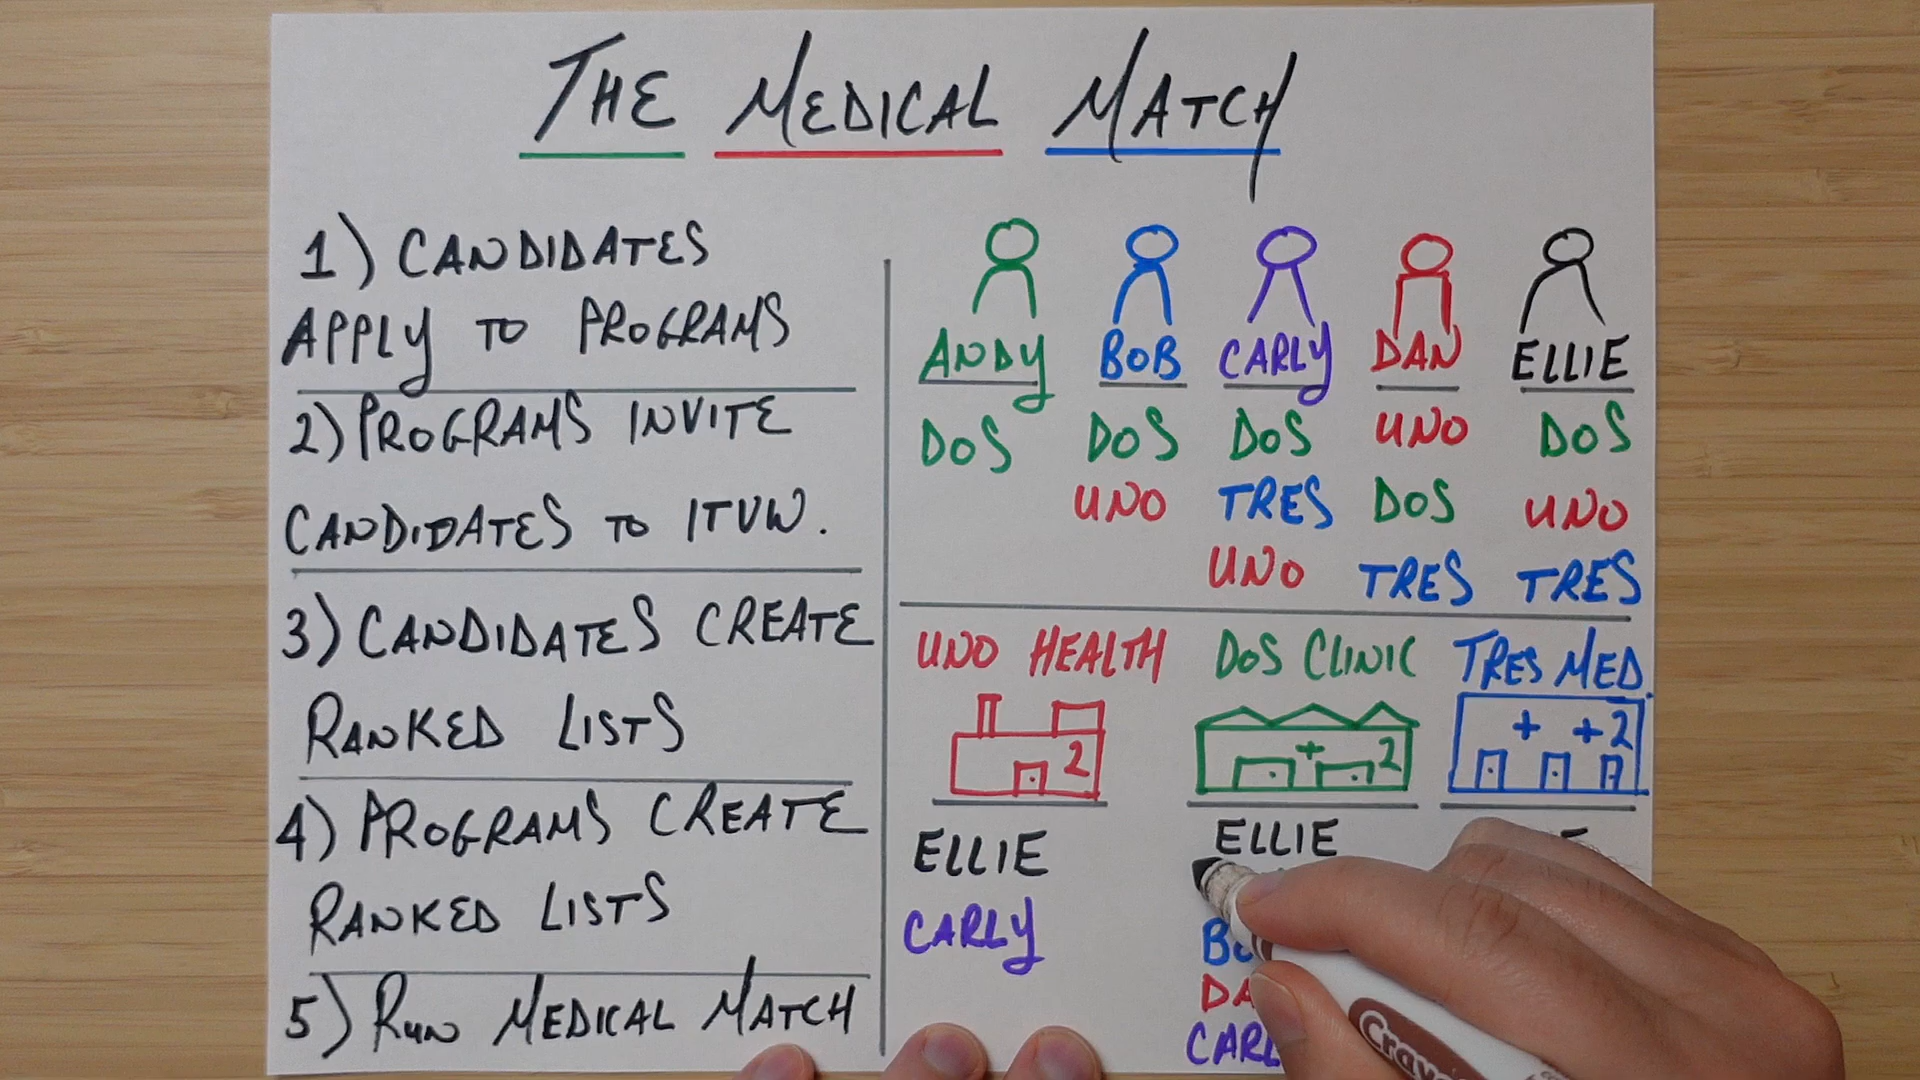 THE MEDICAL MATCH
1) CANDIDATES
APPLY TO PROGRAMS
2) PROGRAMS INVITE
CANDIDATES TO ITVW.
3) CANDIDATES CREATE
RANKED LISTS
4) PROGRAMS CREATE
RANKED LISTS
5) RUN MEDICAL MATCH
ANDY BOB CARLY DAN ELLIE
DOS DOS DOS UNO DOS
UNO TRES DOS UNO
UNO TRES TRES
UNO HEALTH DOS CLINIC TRES MED
2 2 2
ELLIE ELLIE
CARLY